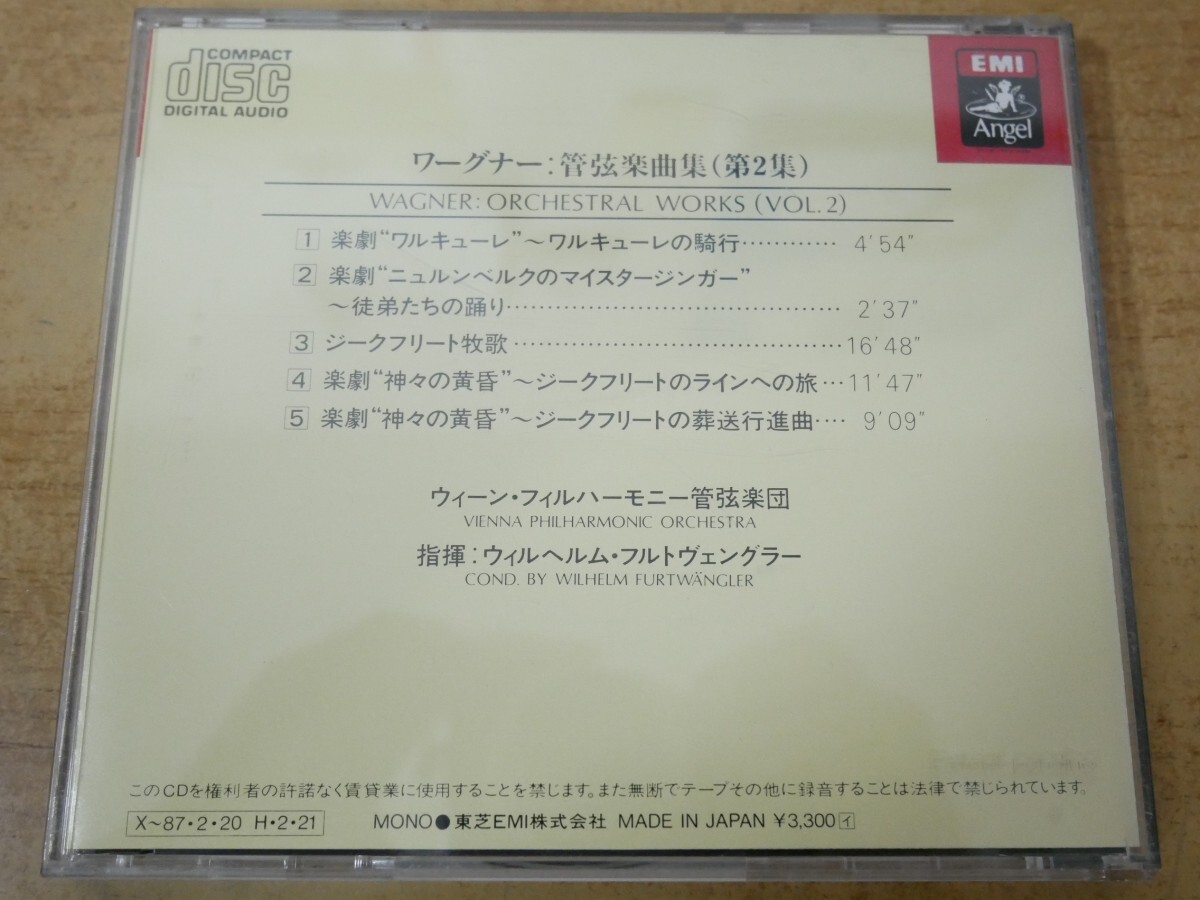 COMPACT
disc
DIGITAL AUDIO
EMI
Angel
ワーグナー:管弦楽曲集(第2集)
WAGNER: ORCHESTRAL WORKS (VOL.2)
1 楽劇“ワルキューレ”~ワルキューレの騎行………… 4'54"
2 楽劇“ニュルンベルクのマイスタージンガー”
~徒弟たちの踊り…………………………………… 2'37"
3 ジークフリート牧歌……………………………………16'48"
4 楽劇“神々の黄昏”~ジークフリートのラインへの旅…11'47"
5 楽劇“神々の黄昏”~ジークフリートの葬送行進曲‥‥ 9'09"
ウィーン・フィルハーモニー管弦楽団
VIENNA PHILHARMONIC ORCHESTRA
指揮:ウィルヘルム・フルトヴェングラー
COND. BY WILHELM FURTWÄNGLER
このCDを権利者の許諾なく賃貸業に使用することを禁じます。また無断でテープその他に録音することは法律で禁じられています。
X~87・2・20 H・2・21 MONO●東芝EMI株式会社 MADE IN JAPAN ¥3,300 イ